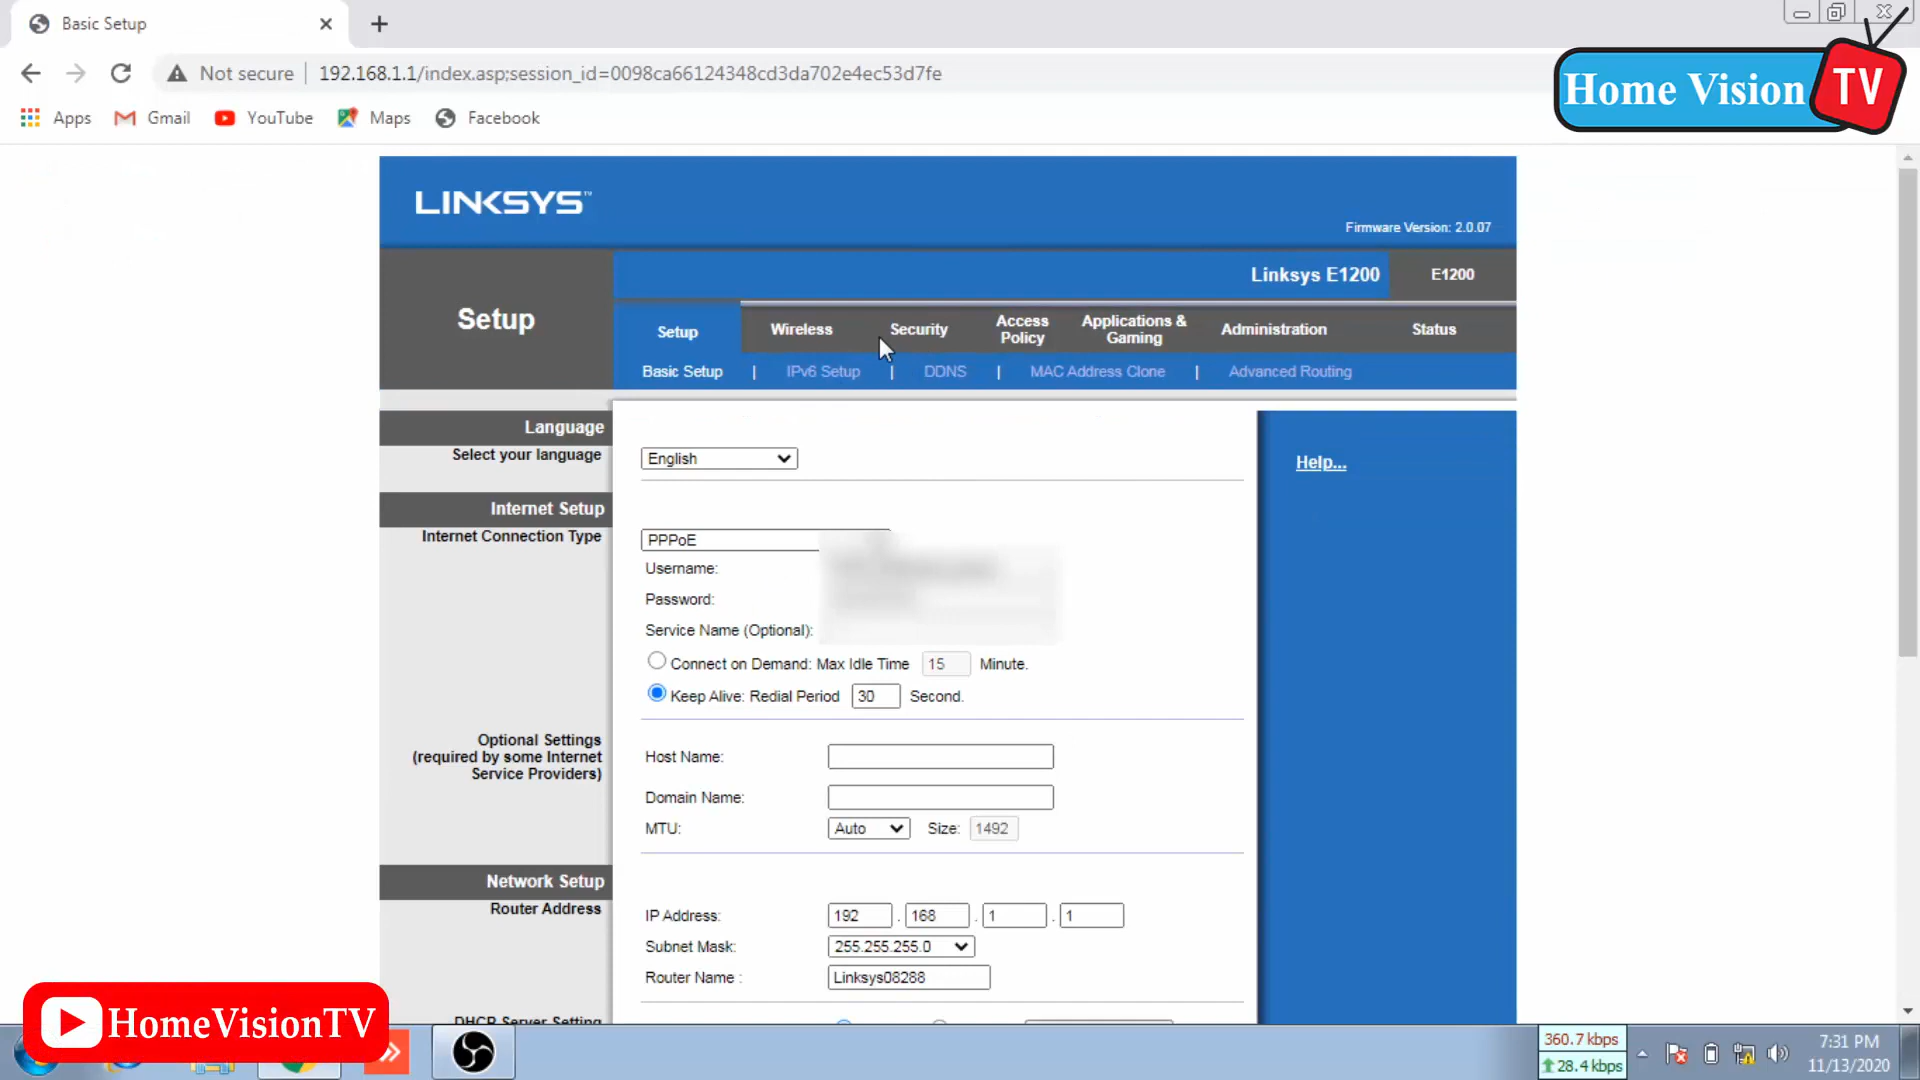 Basic Setup
Not secure
192.168.1.1/index.asp;session_id=0098ca66124348cd3da702e4ec53d7fe
Apps
Gmail
YouTube
Maps
Facebook
Home Vision TV
LINKSYS™
Firmware Version: 2.0.07
Linksys E1200
E1200
Setup
Setup
Wireless
Security
Access Policy
Applications & Gaming
Administration
Status
Basic Setup | IPv6 Setup | DDNS | MAC Address Clone | Advanced Routing
Language
Select your language
English
Help...
Internet Setup
Internet Connection Type
PPPoE
Username:
Password:
Service Name (Optional):
Connect on Demand: Max Idle Time 15 Minute.
Keep Alive: Redial Period 30 Second.
Optional Settings
(required by some Internet
Service Providers)
Host Name:
Domain Name:
MTU: Auto Size: 1492
Network Setup
Router Address
IP Address: 192 . 168 . 1 . 1
Subnet Mask: 255.255.255.0
Router Name : Linksys08288
DHCP Server Setting
HomeVisionTV
360.7 kbps
28.4 kbps
7:31 PM
11/13/2020